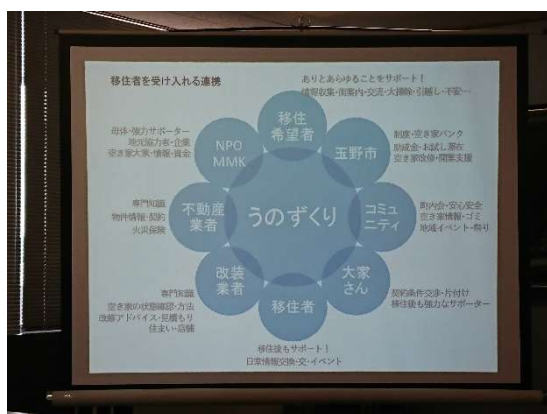 移住者を受け入れる連携
ありとあらゆることをサポート！
情報収集・街案内・交流・大掃除・引越し・不安…
移住
希望者
母体・強力サポーター
地元協力者・企業
空き家大家・情報・資金
NPO
MMK
玉野市
制度・空き家バンク
助成金・お試し滞在
空き家改修・開業支援
専門知識
物件情報・契約
火災保険
不動産
業者
うのずくり
コミュ
ニティ
町内会・安心安全
空き家情報・ゴミ
地域イベント・祭り
専門知識
空き家の状態確認・方法
改修アドバイス・見積もり
住まい・店舗
改装
業者
移住者
大家
さん
契約条件交渉・片付け
移住後も強力なサポーター
移住後もサポート！
日常情報交換・交・イベント